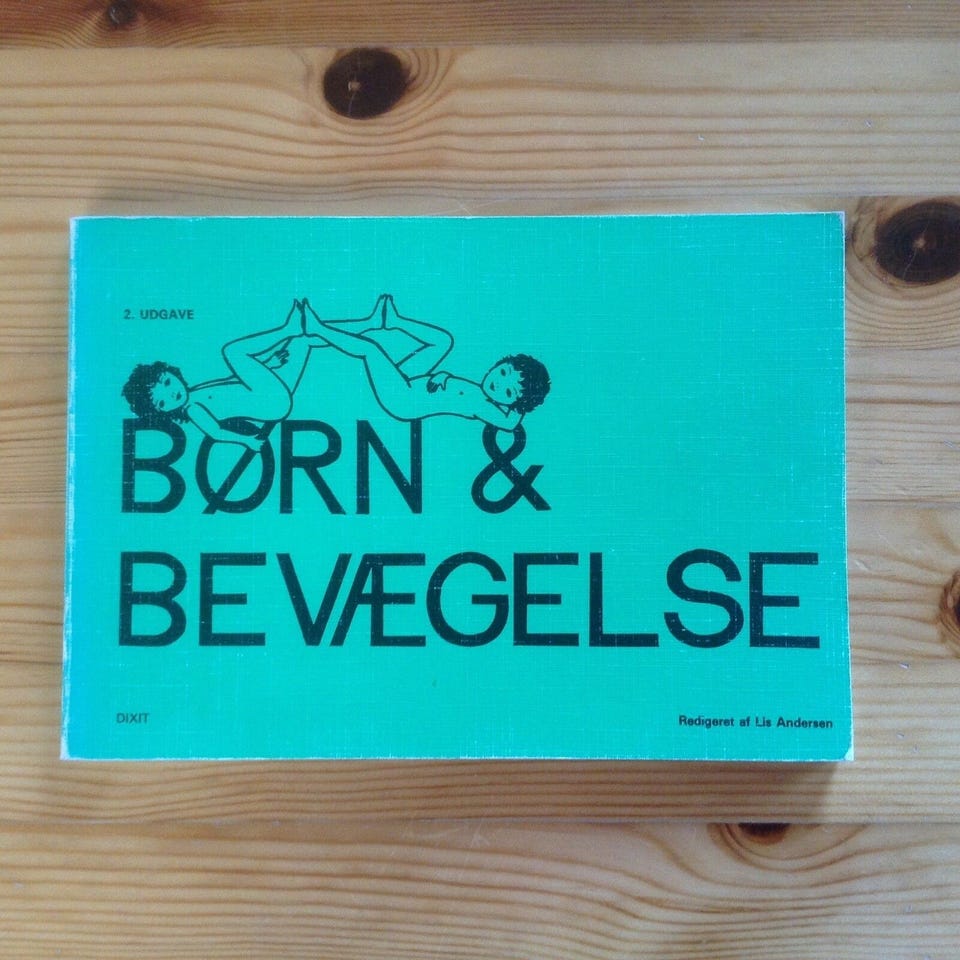 2. UDGAVE
BØRN &
BEVÆGELSE
DIXIT
Redigeret af Lis Andersen